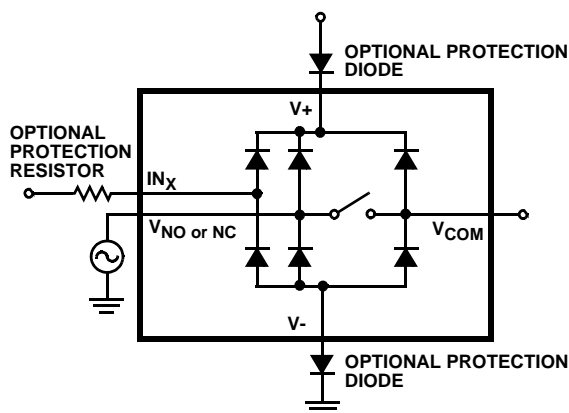 OPTIONAL PROTECTION
DIODE
V+
OPTIONAL
PROTECTION
RESISTOR
INX
VNO or NC
VCOM
V-
OPTIONAL PROTECTION
DIODE